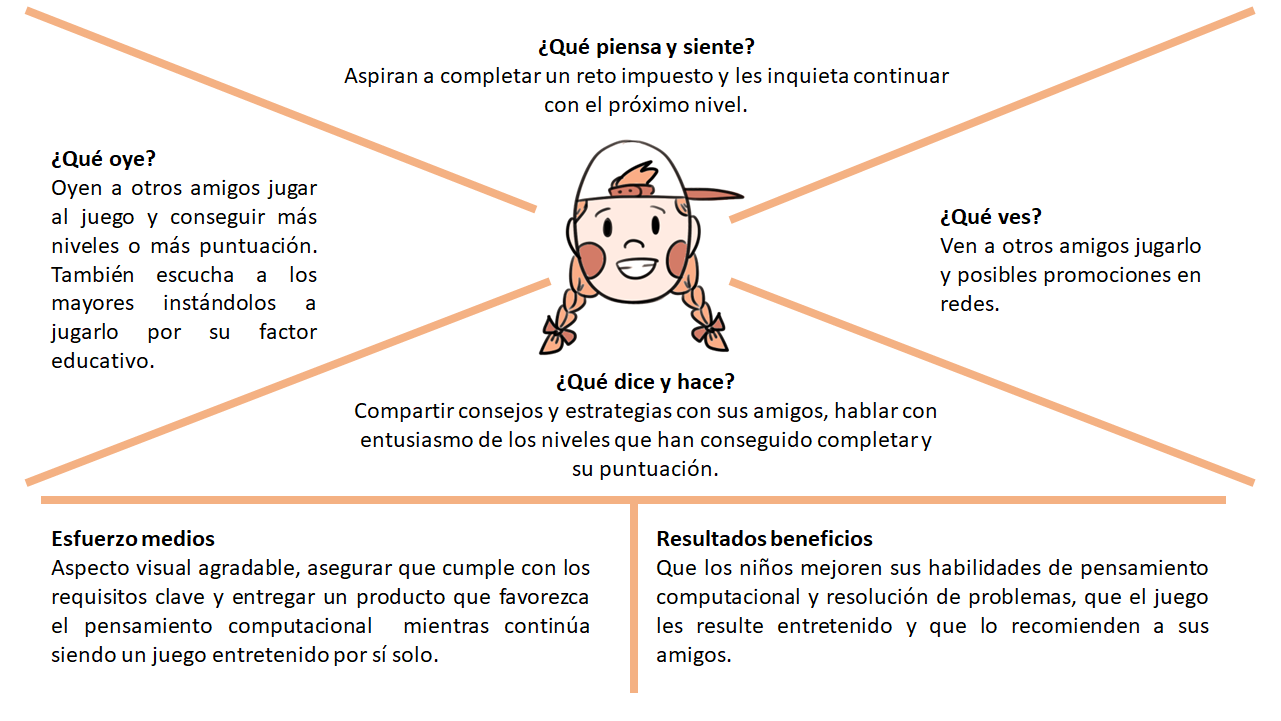 ¿Qué piensa y siente?
Aspiran a completar un reto impuesto y les inquieta continuar
con el próximo nivel.
¿Qué oye?
Oyen a otros amigos jugar
al juego y conseguir más
niveles o más puntuación.
También escucha a los
mayores instándolos a
jugarlo por su factor
educativo.
¿Qué ves?
Ven a otros amigos jugarlo
y posibles promociones en
redes.
¿Qué dice y hace?
Compartir consejos y estrategias con sus amigos, hablar con
entusiasmo de los niveles que han conseguido completar y
su puntuación.
Esfuerzo medios
Aspecto visual agradable, asegurar que cumple con los
requisitos clave y entregar un producto que favorezca
el pensamiento computacional mientras continúa
siendo un juego entretenido por sí solo.
Resultados beneficios
Que los niños mejoren sus habilidades de pensamiento
computacional y resolución de problemas, que el juego
les resulte entretenido y que lo recomienden a sus
amigos.